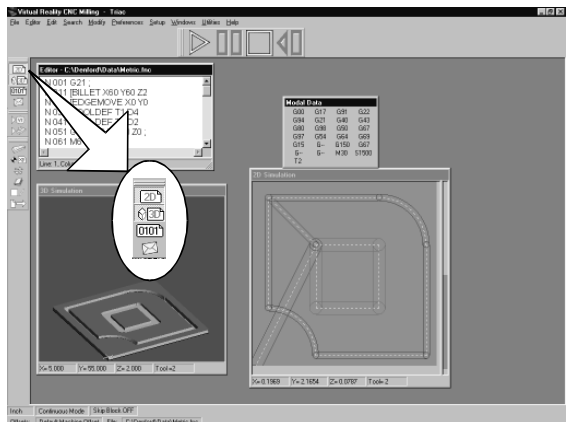 Virtual Reality CNC Milling - Triac
File Editor Edit Search Modify Preferences Setup Windows Utilities Help
Editor - C:\Denford\Data\Metric.fnc
N 001 G21 ;
[BILLET X60 Y60 Z2
EDGEMOVE X0 Y0
N 061 M6
Line: 1.
2D
3D
0101
Modal Data
G00 G17 G91 G22
G94 G21 G40 G43
G80 G98 G50 G67
G97 G54 G64 G69
G15 G-- G150 G67
G-- G-- M30 S1500
T2
3D Simulation
X= 5.000 Y= 55.000 Z= 2.000 Tool=2
2D Simulation
X= 0.1969 Y= 2.1654 Z= 0.0787 Tool= 2
Inch Continuous Mode Skip Block OFF